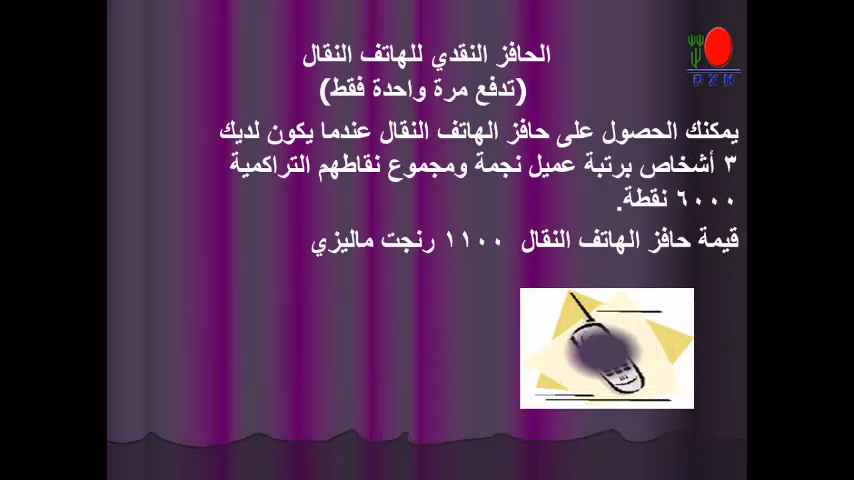 الحافز النقدي للهاتف النقال
(تدفع مرة واحدة فقط)
يمكنك الحصول على حافز الهاتف النقال عندما يكون لديك
٣ أشخاص برتبة عميل نجمة ومجموع نقاطهم التراكمية
٦٠٠٠ نقطة.
قيمة حافز الهاتف النقال ١١٠٠ رنجت ماليزي
DXN